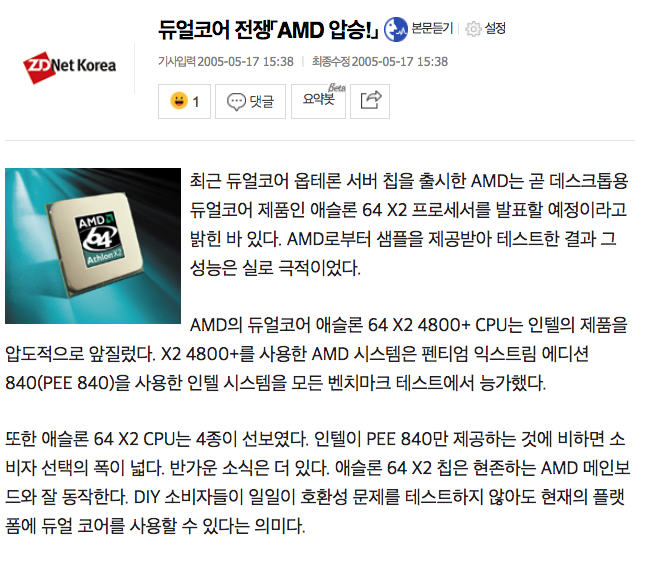 ZDNet Korea
듀얼코어 전쟁｢AMD 압승!｣ 본문듣기 설정
기사입력 2005-05-17 15:38 최종수정 2005-05-17 15:38
1 댓글 요약봇 Beta
AMD
64
Athlon X2
최근 듀얼코어 옵테론 서버 칩을 출시한 AMD는 곧 데스크톱용
듀얼코어 제품인 애슬론 64 X2 프로세서를 발표할 예정이라고
밝힌 바 있다. AMD로부터 샘플을 제공받아 테스트한 결과 그
성능은 실로 극적이었다.
AMD의 듀얼코어 애슬론 64 X2 4800+ CPU는 인텔의 제품을
압도적으로 앞질렀다. X2 4800+를 사용한 AMD 시스템은 펜티엄 익스트림 에디션
840(PEE 840)을 사용한 인텔 시스템을 모든 벤치마크 테스트에서 능가했다.
또한 애슬론 64 X2 CPU는 4종이 선보였다. 인텔이 PEE 840만 제공하는 것에 비하면 소
비자 선택의 폭이 넓다. 반가운 소식은 더 있다. 애슬론 64 X2 칩은 현존하는 AMD 메인보
드와 잘 동작한다. DIY 소비자들이 일일이 호환성 문제를 테스트하지 않아도 현재의 플랫
폼에 듀얼 코어를 사용할 수 있다는 의미다.